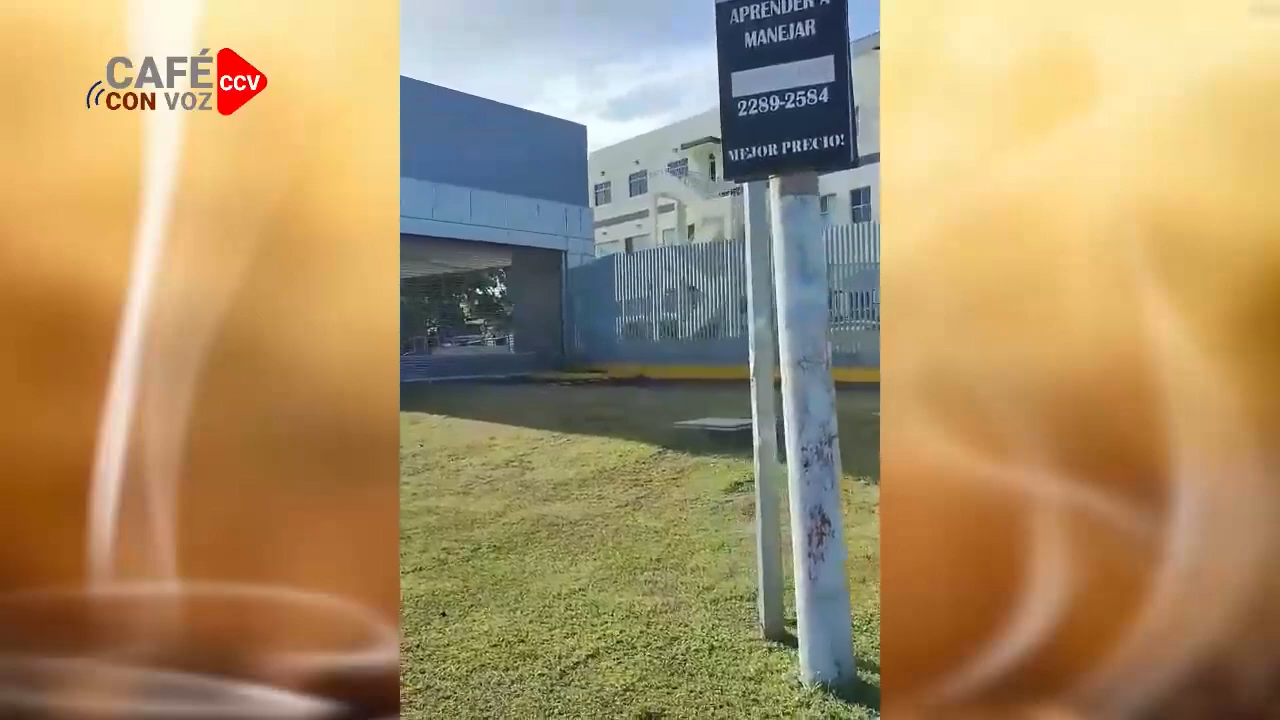 CAFÉ
CON VOZ
CCV
APRENDER A
MANEJAR
2289-2584
MEJOR PRECIO!